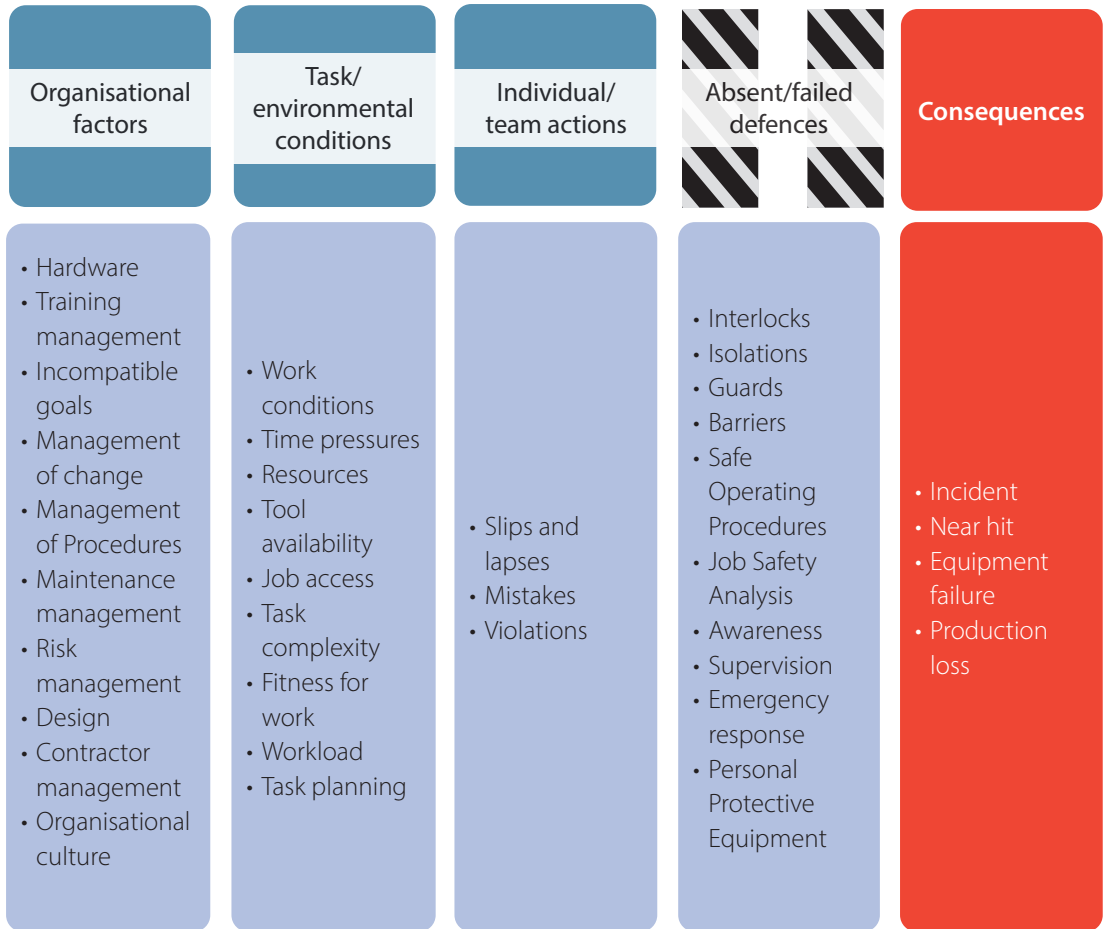 Organisational
factors
Task/
environmental
conditions
Individual/
team actions
Absent/failed
defences
Consequences
• Hardware
• Training
management
• Incompatible
goals
• Management
of change
• Management
of Procedures
• Maintenance
management
• Risk
management
• Design
• Contractor
management
• Organisational
culture
• Work
conditions
• Time pressures
• Resources
• Tool
availability
• Job access
• Task
complexity
• Fitness for
work
• Workload
• Task planning
• Slips and
lapses
• Mistakes
• Violations
• Interlocks
• Isolations
• Guards
• Barriers
• Safe
Operating
Procedures
• Job Safety
Analysis
• Awareness
• Supervision
• Emergency
response
• Personal
Protective
Equipment
• Incident
• Near hit
• Equipment
failure
• Production
loss